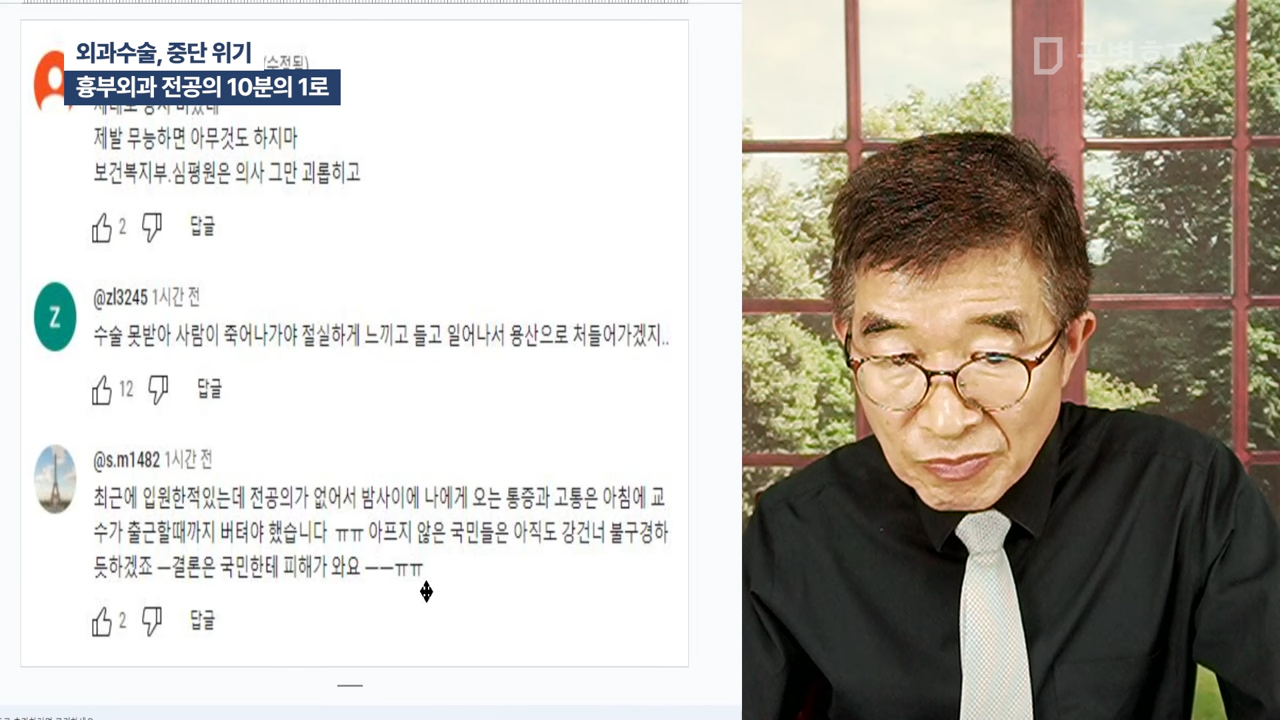 외과수술, 중단 위기
흉부외과 전공의 10분의 1로
(수정됨)
제발 무능하면 아무것도 하지마
보건복지부.심평원은 의사 그만 괴롭히고
2 답글
Z
@zl3245 1시간 전
수술 못받아 사람이 죽어나가야 절실하게 느끼고 들고 일어나서 용산으로 처들어가겠지..
12 답글
@s.m1482 1시간 전
최근에 입원한적있는데 전공의가 없어서 밤사이에 나에게 오는 통증과 고통은 아침에 교
수가 출근할때까지 버텨야 했습니다 ㅠㅠ 아프지 않은 국민들은 아직도 강건너 불구경하
듯하겠죠 ㅡ결론은 국민한테 피해가 와요 ㅡㅡㅠㅠ
2 답글
공병호TV